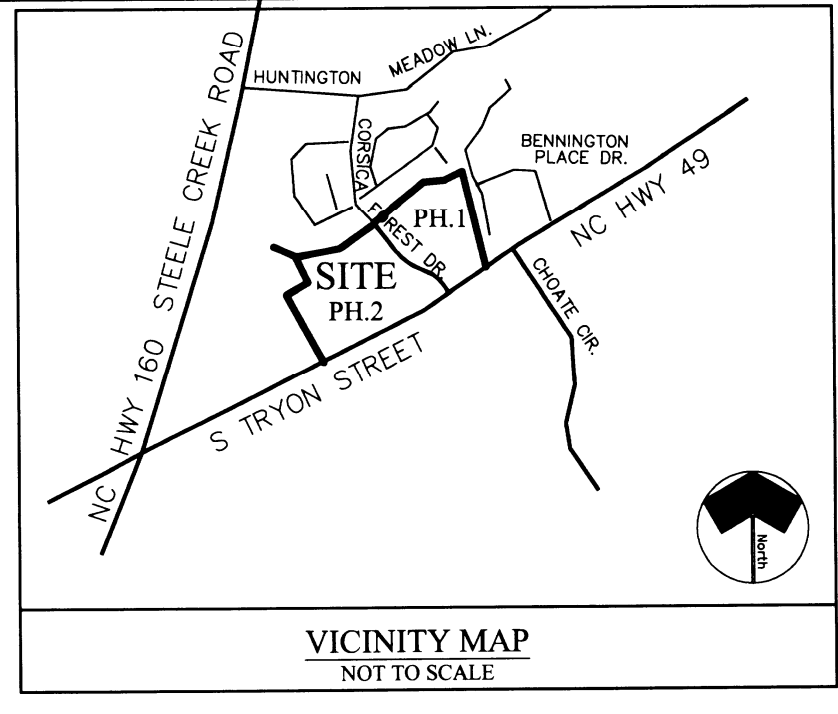 HUNTINGTON
MEADOW LN.
NC HWY 160 STEELE CREEK ROAD
CORSICA
FOREST DR.
BENNINGTON
PLACE DR.
NC HWY 49
PH.1
SITE
PH.2
CHOATE CIR.
S TRYON STREET
North
VICINITY MAP
NOT TO SCALE